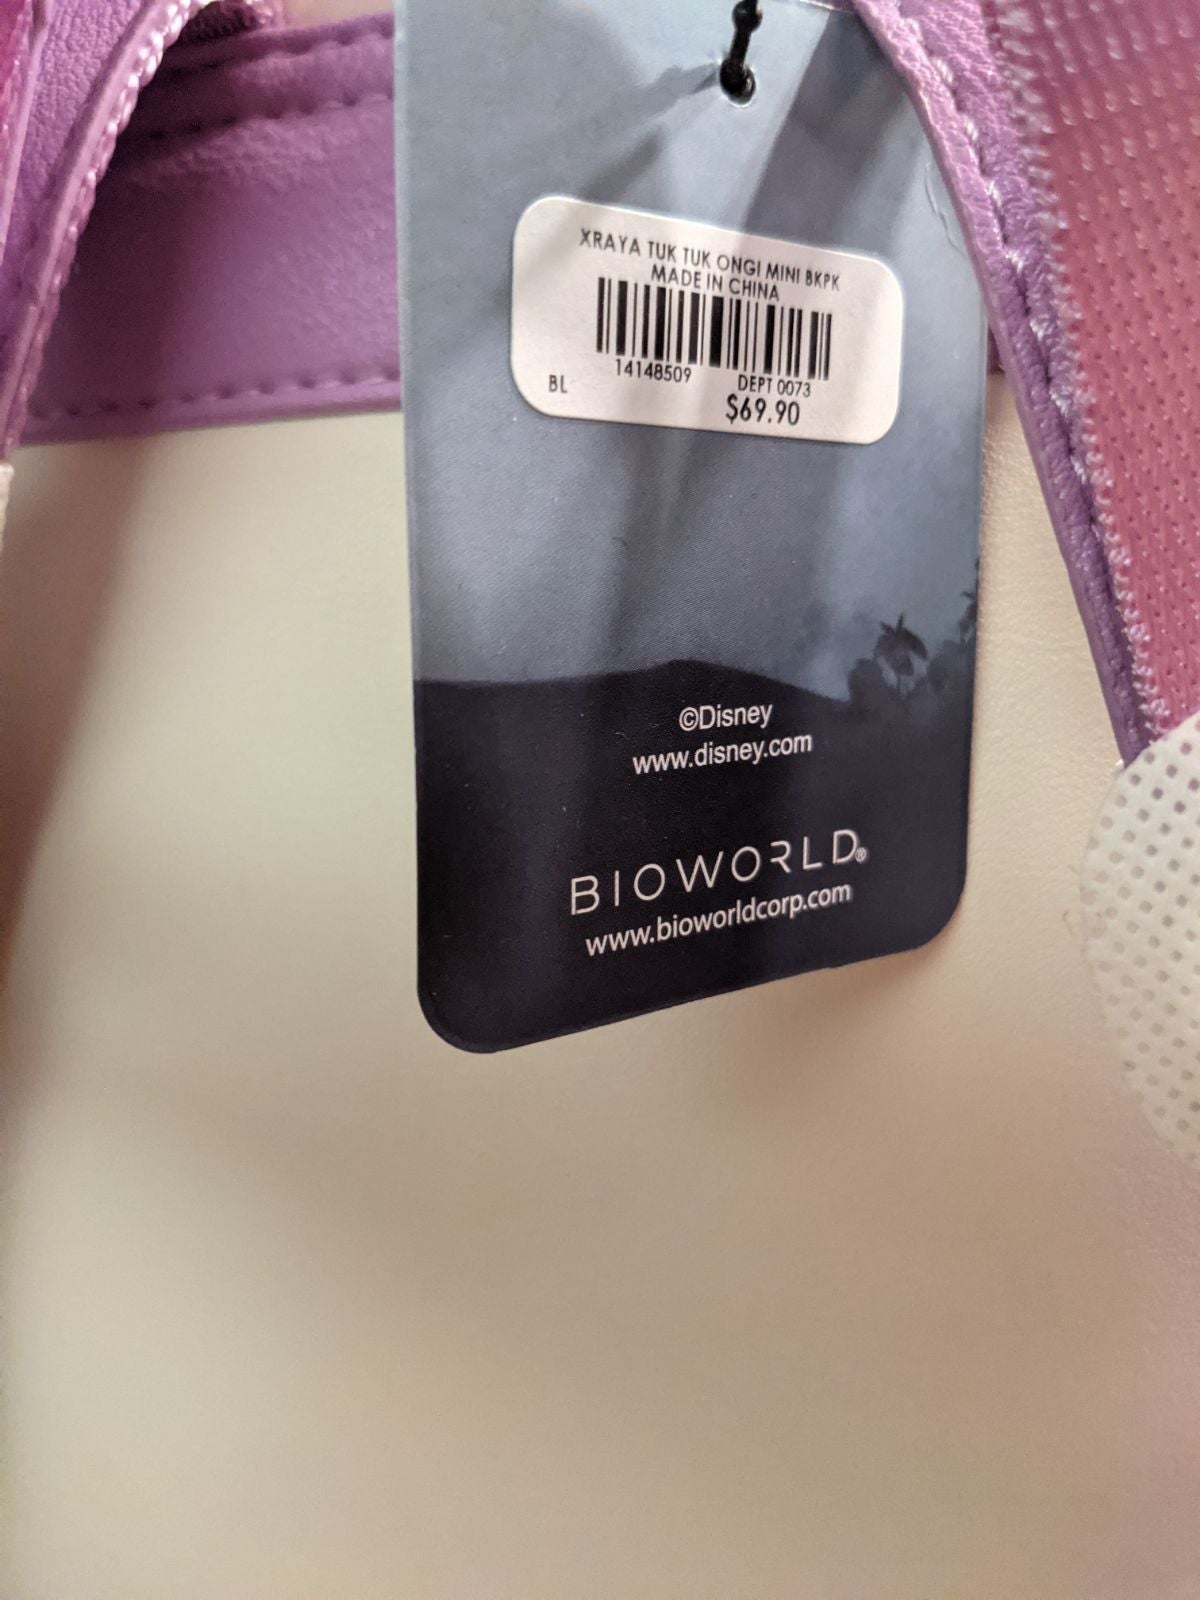 XRAYA TUK TUK ONGI MINI BKPK
MADE IN CHINA
14148509
BL DEPT 0073
$69.90
©Disney
www.disney.com
BIOWORLD®
www.bioworldcorp.com